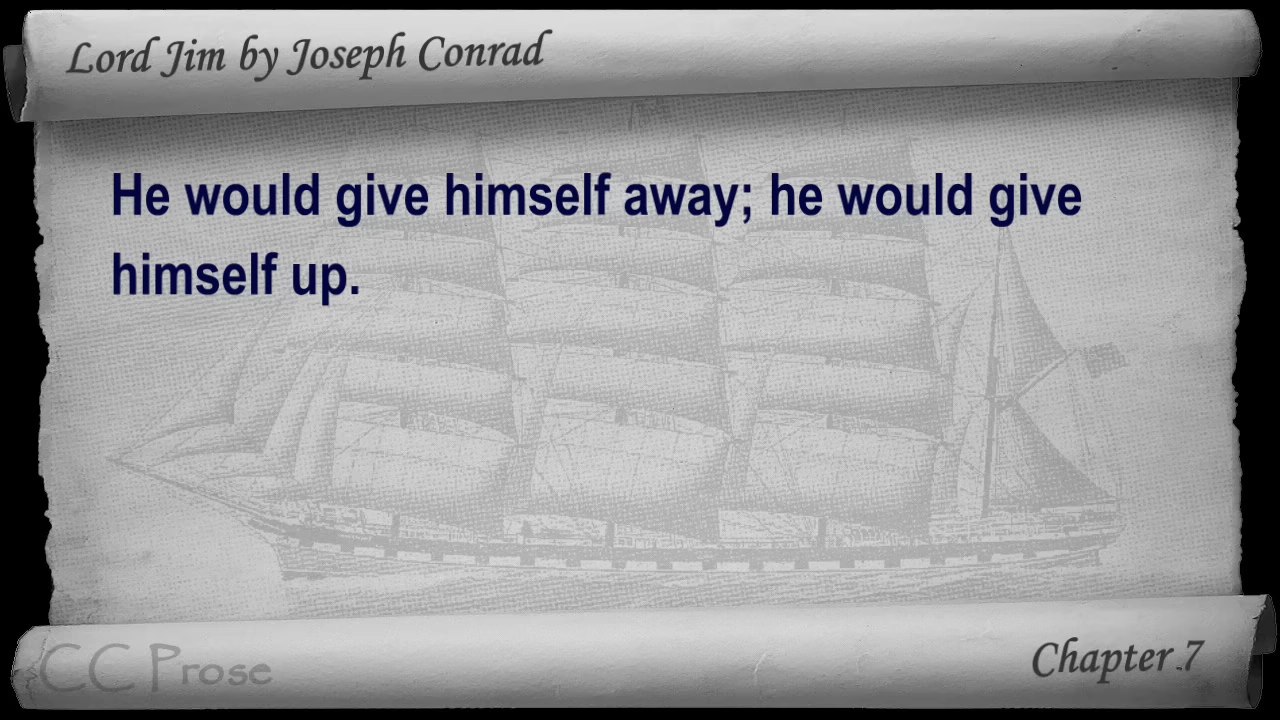 Lord Jim by Joseph Conrad
He would give himself away; he would give
himself up.
CC Prose
Chapter 7